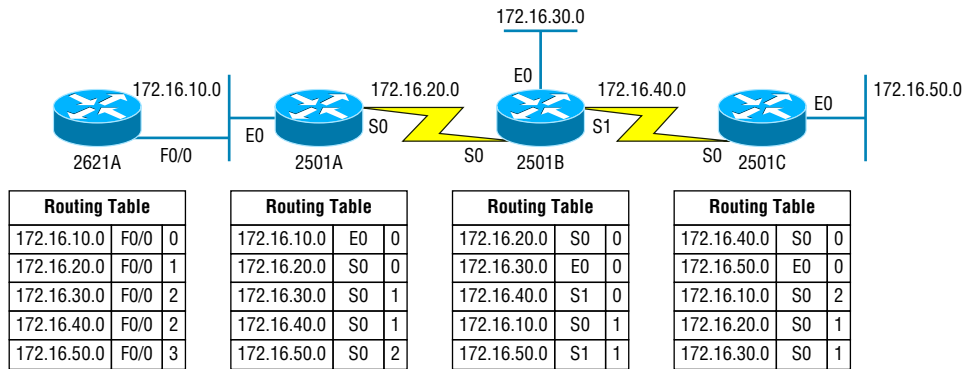 172.16.30.0
E0
172.16.10.0
172.16.20.0
172.16.40.0
E0
172.16.50.0
E0
S0
S1
F0/0
S0
S0
2621A
2501A
2501B
2501C
Routing Table
172.16.10.0 F0/0 0
172.16.20.0 F0/0 1
172.16.30.0 F0/0 2
172.16.40.0 F0/0 2
172.16.50.0 F0/0 3
Routing Table
172.16.10.0 E0 0
172.16.20.0 S0 0
172.16.30.0 S0 1
172.16.40.0 S0 1
172.16.50.0 S0 2
Routing Table
172.16.20.0 S0 0
172.16.30.0 E0 0
172.16.40.0 S1 0
172.16.10.0 S0 1
172.16.50.0 S1 1
Routing Table
172.16.40.0 S0 0
172.16.50.0 E0 0
172.16.10.0 S0 2
172.16.20.0 S0 1
172.16.30.0 S0 1